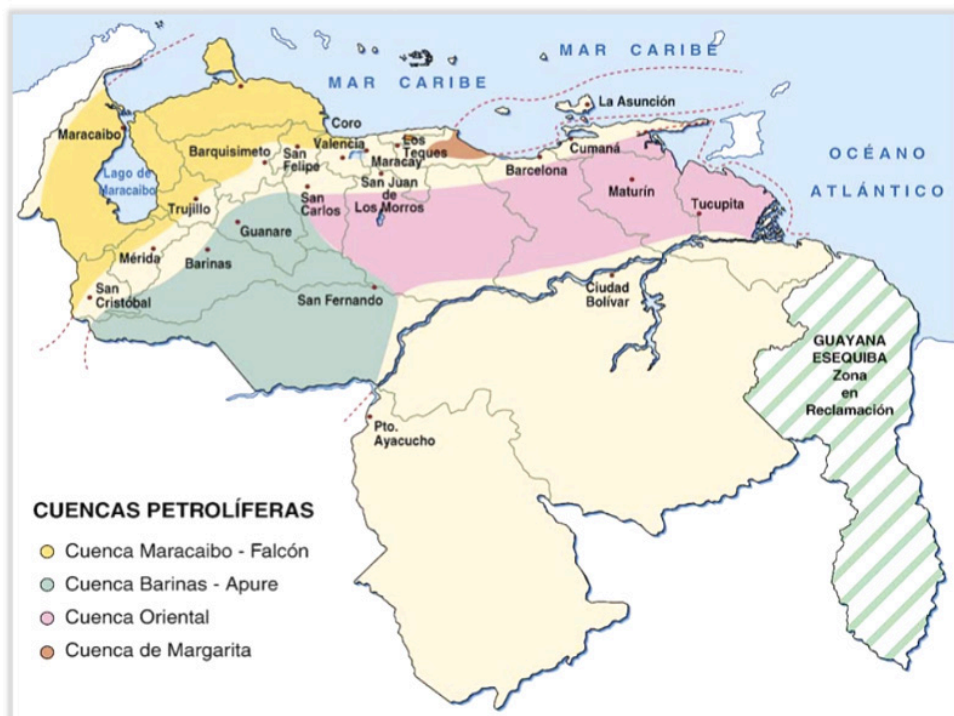 MAR CARIBE
MAR CARIBE
La Asunción
Coro
Maracaibo
Los
Teques
Valencia
Maracay
Barquisimeto
San
Felipe
Cumaná
Barcelona
OCÉANO
ATLÁNTICO
Lago de
Maracaibo
San Juan
de
Los Morros
San
Carlos
Trujillo
Maturín
Tucupita
Guanare
Mérida
Barinas
San
Cristóbal
San Fernando
Ciudad
Bolívar
GUAYANA
ESEQUIBA
Zona
en
Reclamación
Pto.
Ayacucho
CUENCAS PETROLÍFERAS
Cuenca Maracaibo - Falcón
Cuenca Barinas - Apure
Cuenca Oriental
Cuenca de Margarita